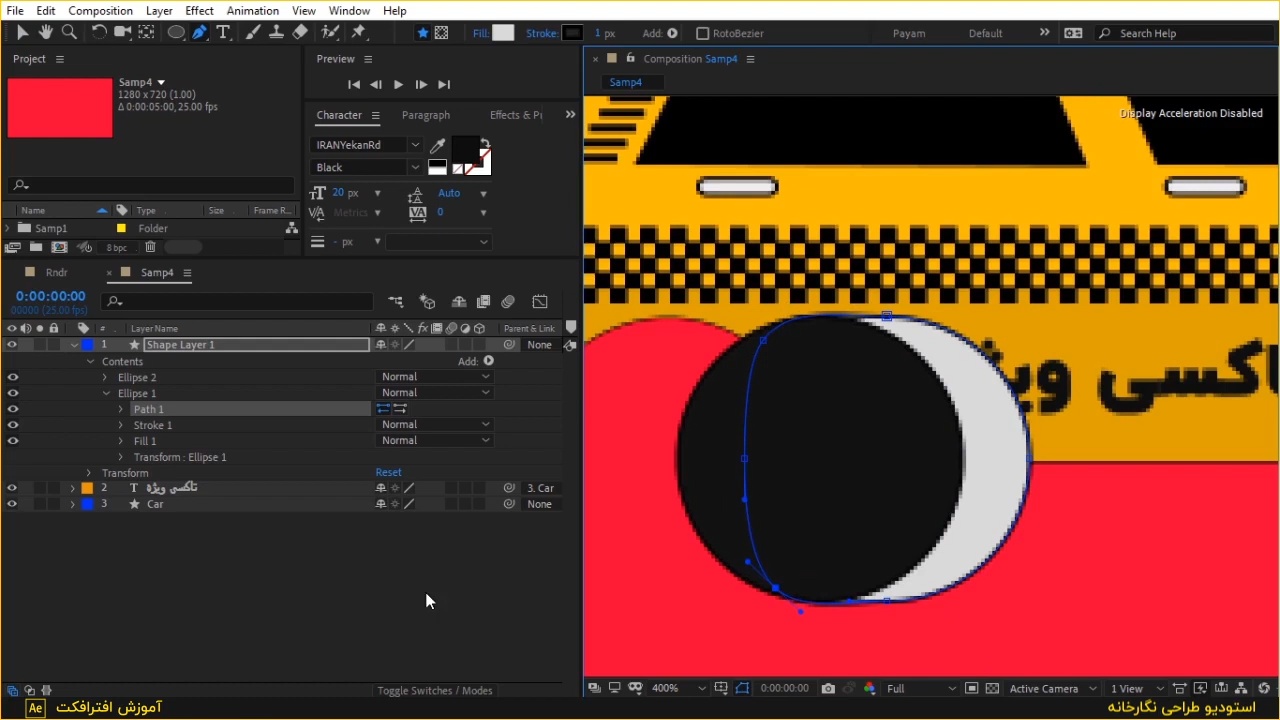 File Edit Composition Layer Effect Animation View Window Help
Fill: Stroke: 1 px Add: RotoBezier Payam Default Search Help
Project
Samp4
1280 x 720 (1.00)
Δ 0:00:05:00, 25.00 fps
Name Type Size Frame R...
Samp1 Folder
8 bpc
Preview
Character Paragraph Effects & P
IRANYekanRd
Black
20 px Auto
Metrics 0
- px
Composition Samp4
Samp4
Display Acceleration Disabled
تاکسی ویژه
Rndr Samp4
0:00:00:00
00000 (25.00 fps)
# Layer Name Parent & Link
1 Shape Layer 1 None
Contents Add:
Ellipse 2 Normal
Ellipse 1 Normal
Path 1
Stroke 1 Normal
Fill 1 Normal
Transform : Ellipse 1
Transform Reset
2 T تاکسی ویژه 3. Car
3 Car None
Toggle Switches / Modes
400% 0:00:00:00 Full Active Camera 1 View
Ae آموزش افترافکت
استودیو طراحی نگارخانه